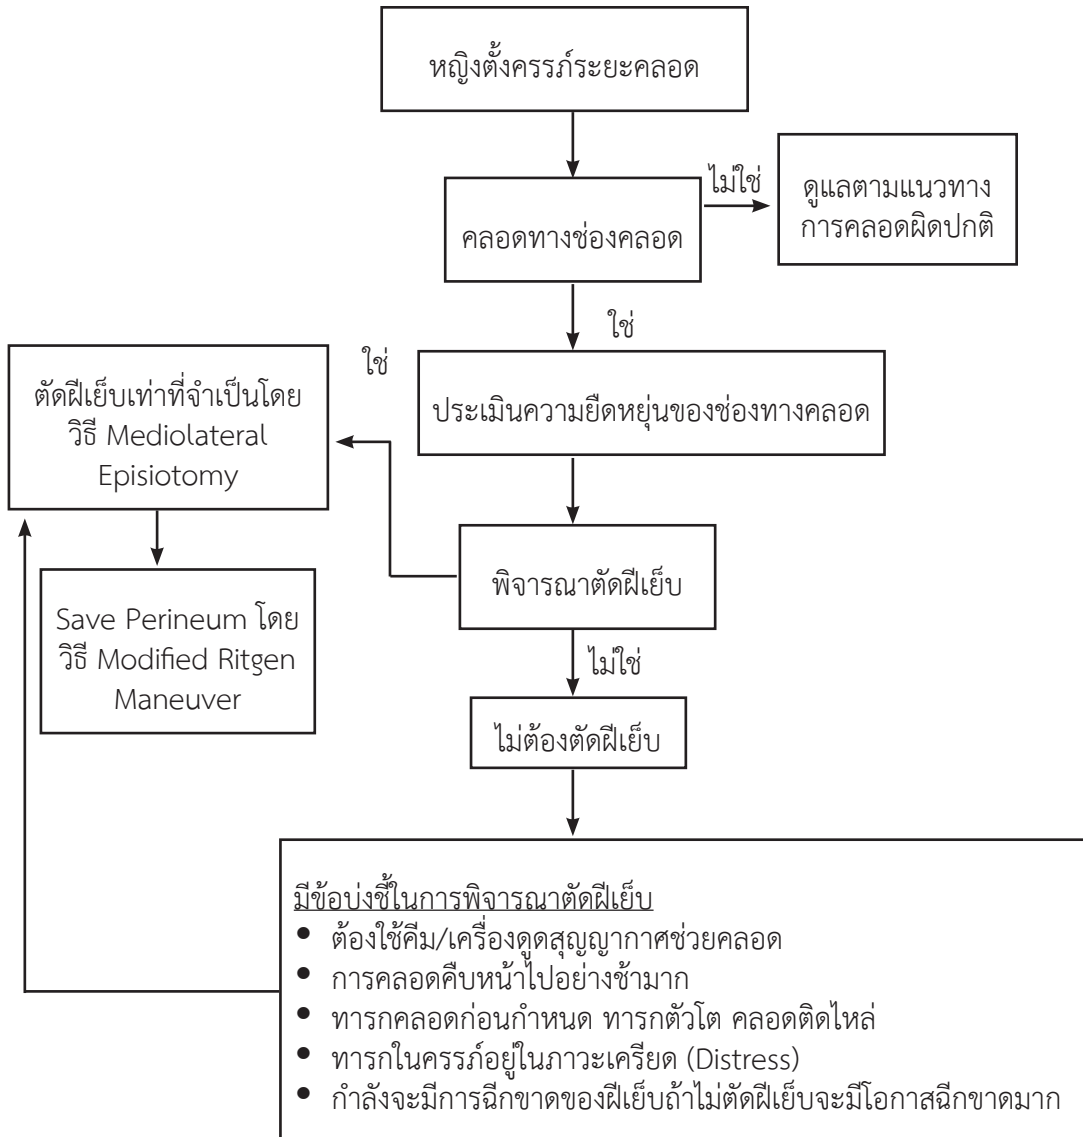 หญิงตั้งครรภ์ระยะคลอด
คลอดทางช่องคลอด
ไม่ใช่
ดูแลตามแนวทาง
การคลอดผิดปกติ
ใช่
ประเมินความยืดหยุ่นของช่องทางคลอด
ใช่
ตัดฝีเย็บเท่าที่จำเป็นโดย
วิธี Mediolateral
Episiotomy
พิจารณาตัดฝีเย็บ
Save Perineum โดย
วิธี Modified Ritgen
Maneuver
ไม่ใช่
ไม่ต้องตัดฝีเย็บ
มีข้อบ่งชี้ในการพิจารณาตัดฝีเย็บ
• ต้องใช้คีม/เครื่องดูดสุญญากาศช่วยคลอด
• การคลอดคืบหน้าไปอย่างช้ามาก
• ทารกคลอดก่อนกำหนด ทารกตัวโต คลอดติดไหล่
• ทารกในครรภ์อยู่ในภาวะเครียด (Distress)
• กำลังจะมีการฉีกขาดของฝีเย็บถ้าไม่ตัดฝีเย็บจะมีโอกาสฉีกขาดมาก